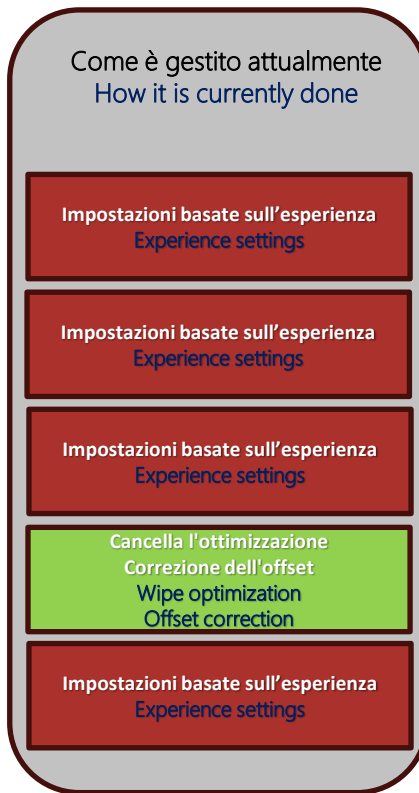 Come è gestito attualmente
How it is currently done
Impostazioni basate sull'esperienza
Experience settings
Impostazioni basate sull'esperienza
Experience settings
Impostazioni basate sull'esperienza
Experience settings
Cancella l'ottimizzazione
Correzione dell'offset
Wipe optimization
Offset correction
Impostazioni basate sull'esperienza
Experience settings